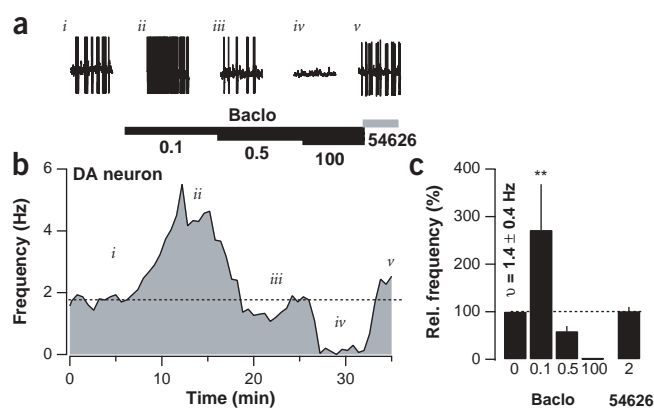 a
i ii iii iv v
Baclo
0.1 0.5 100 54626
b
DA neuron
Frequency (Hz)
6
4
2
0
i
ii
iii
iv
v
0 10 20 30
Time (min)
c
Rel. frequency (%)
400
300
200
100
0
υ = 1.4 ± 0.4 Hz
**
0 0.1 0.5 100 2
Baclo 54626